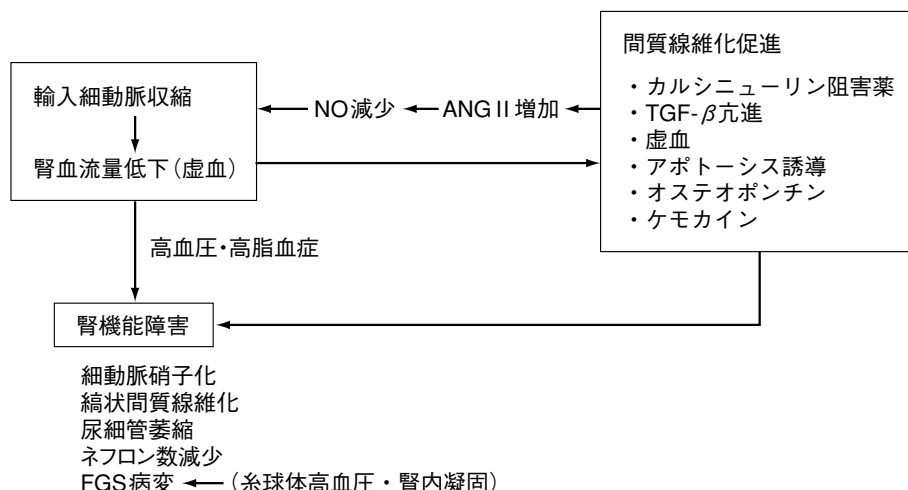 輸入細動脈収縮
腎血流量低下(虚血)
NO減少
ANG II増加
間質線維化促進
・カルシニューリン阻害薬
・TGF-β亢進
・虚血
・アポトーシス誘導
・オステオポンチン
・ケモカイン
高血圧・高脂血症
腎機能障害
細動脈硝子化
縞状間質線維化
尿細管萎縮
ネフロン数減少
FGS病変 ← (糸球体高血圧・腎内凝固)